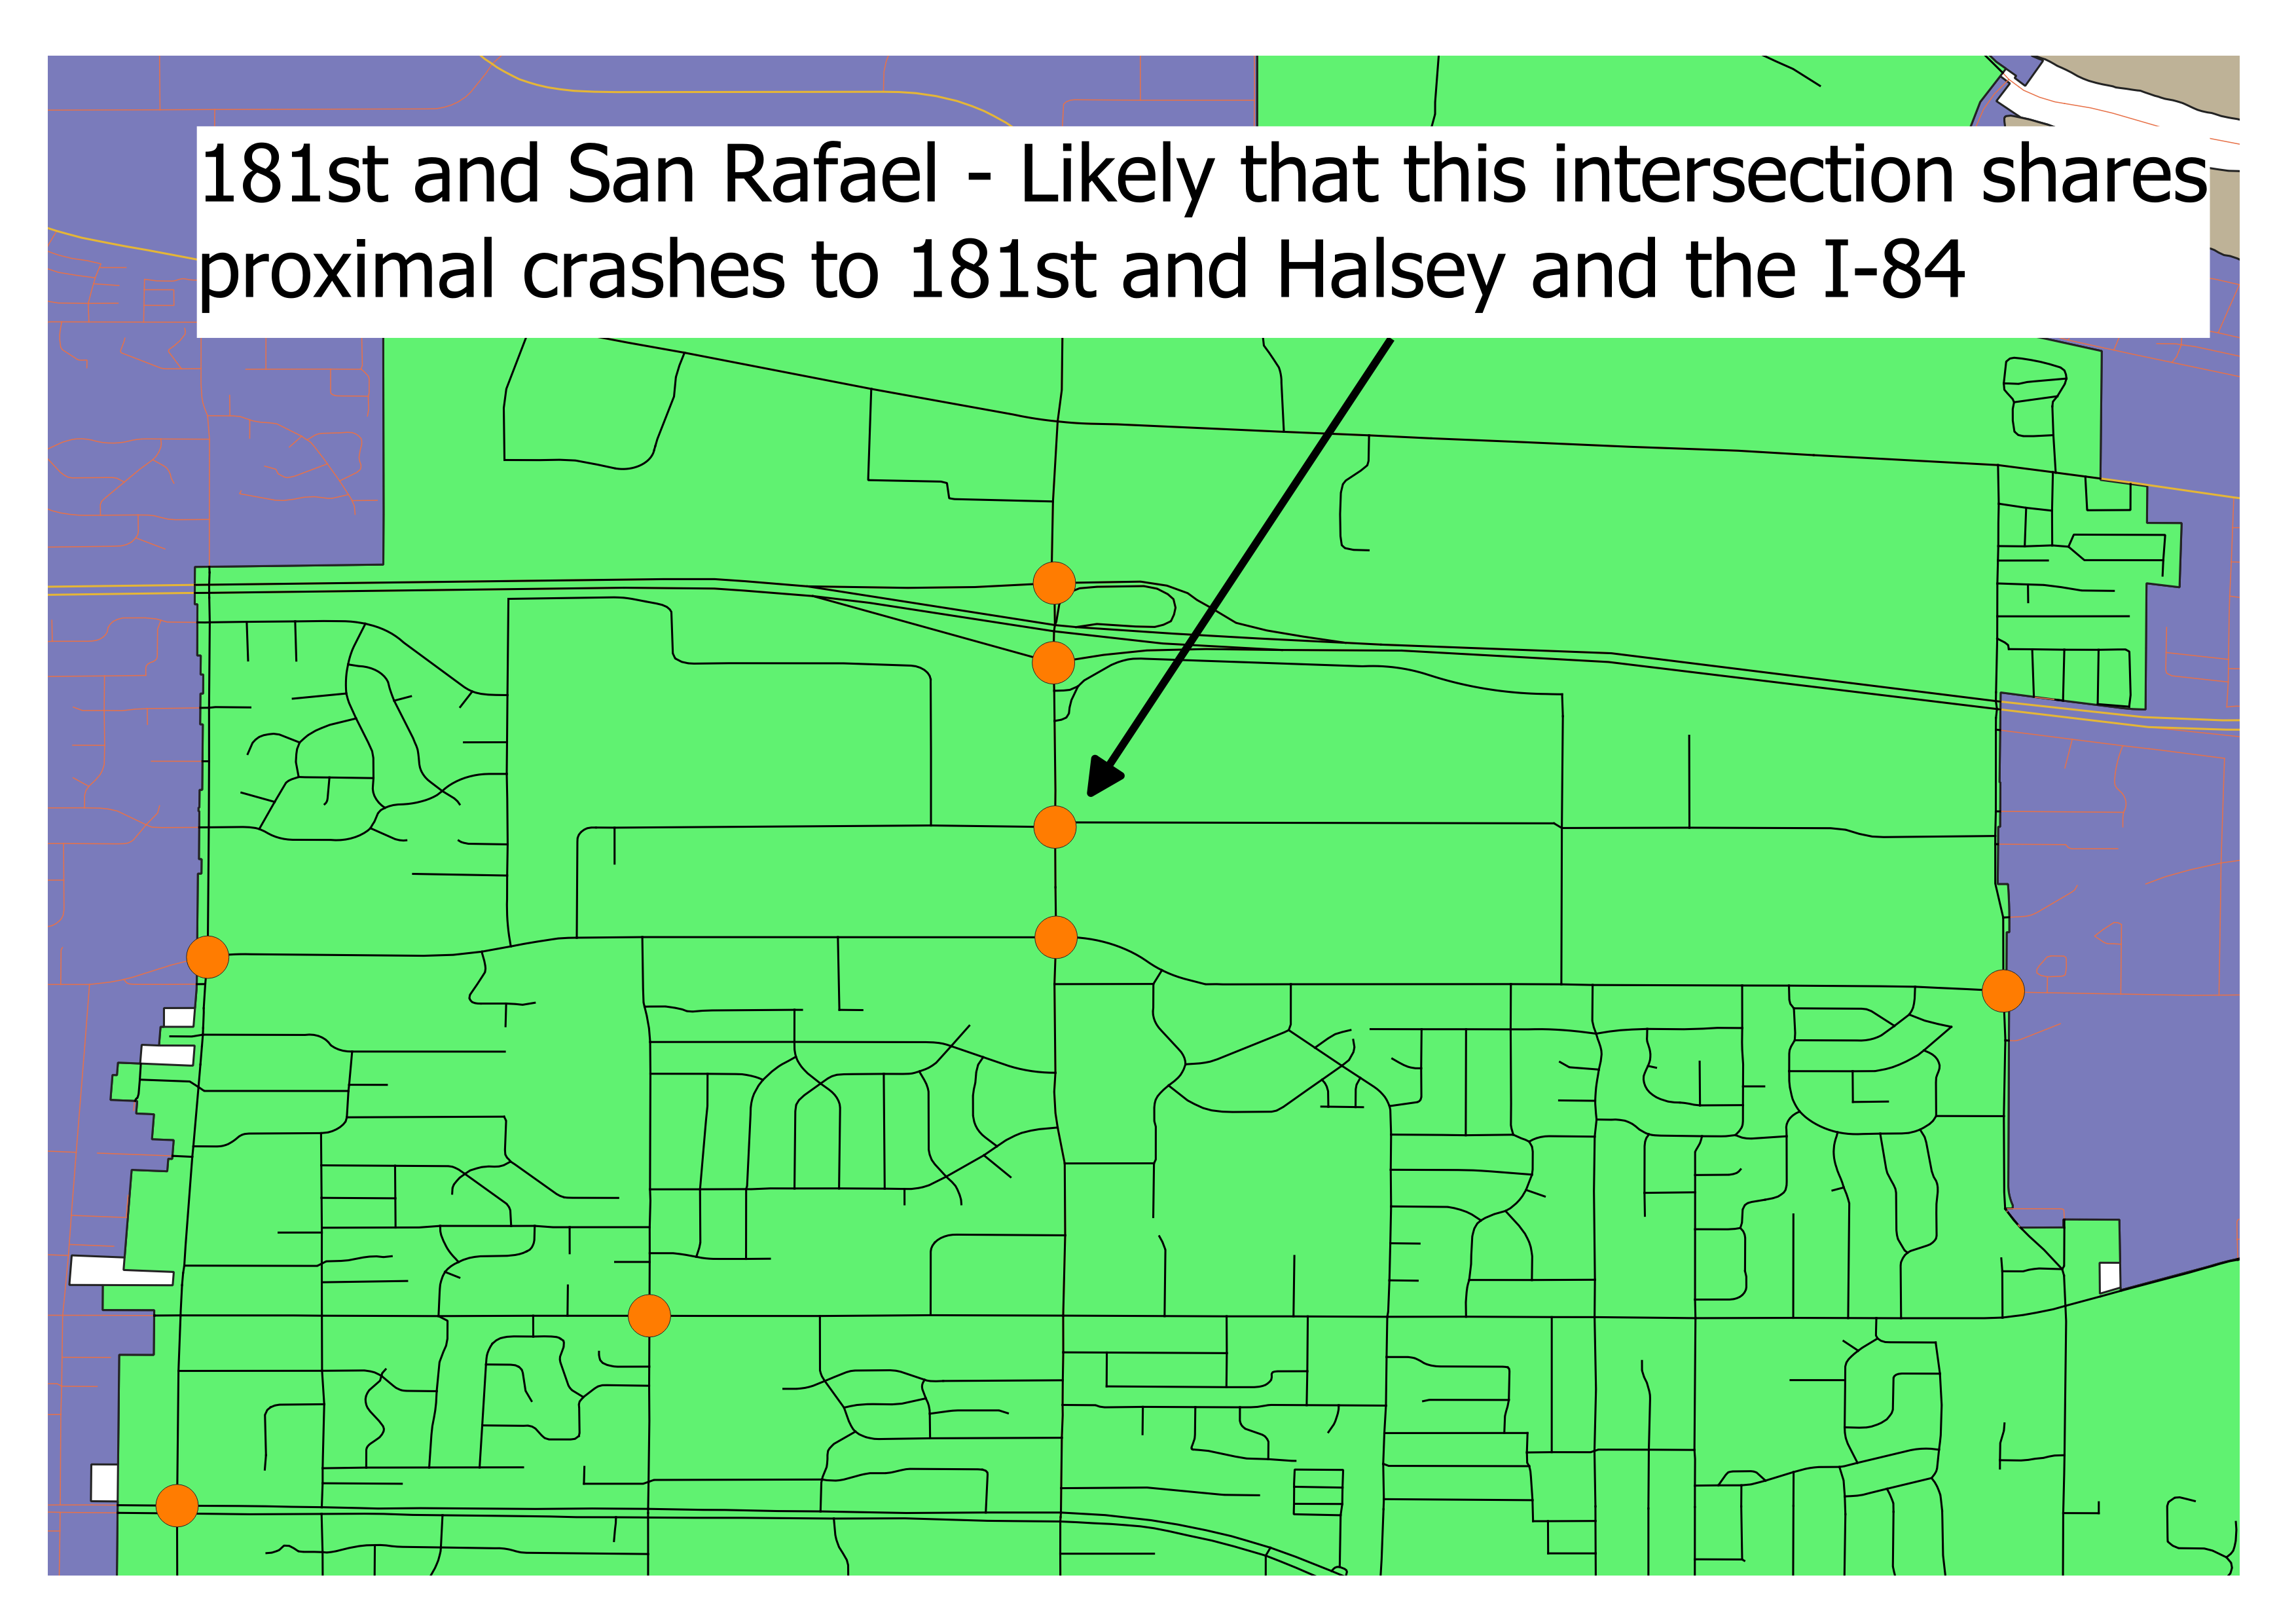 181st and San Rafael - Likely that this intersection shares
proximal crashes to 181st and Halsey and the I-84